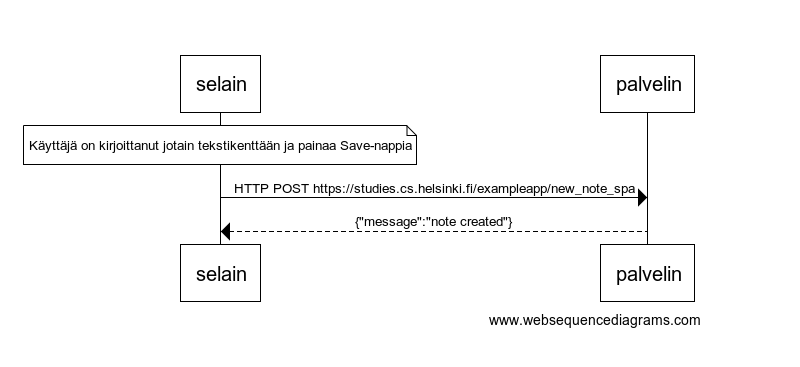 selain
palvelin
Käyttäjä on kirjoittanut jotain tekstikenttään ja painaa Save-nappia
HTTP POST https://studies.cs.helsinki.fi/exampleapp/new_note_spa
{"message":"note created"}
selain
palvelin
www.websequencediagrams.com